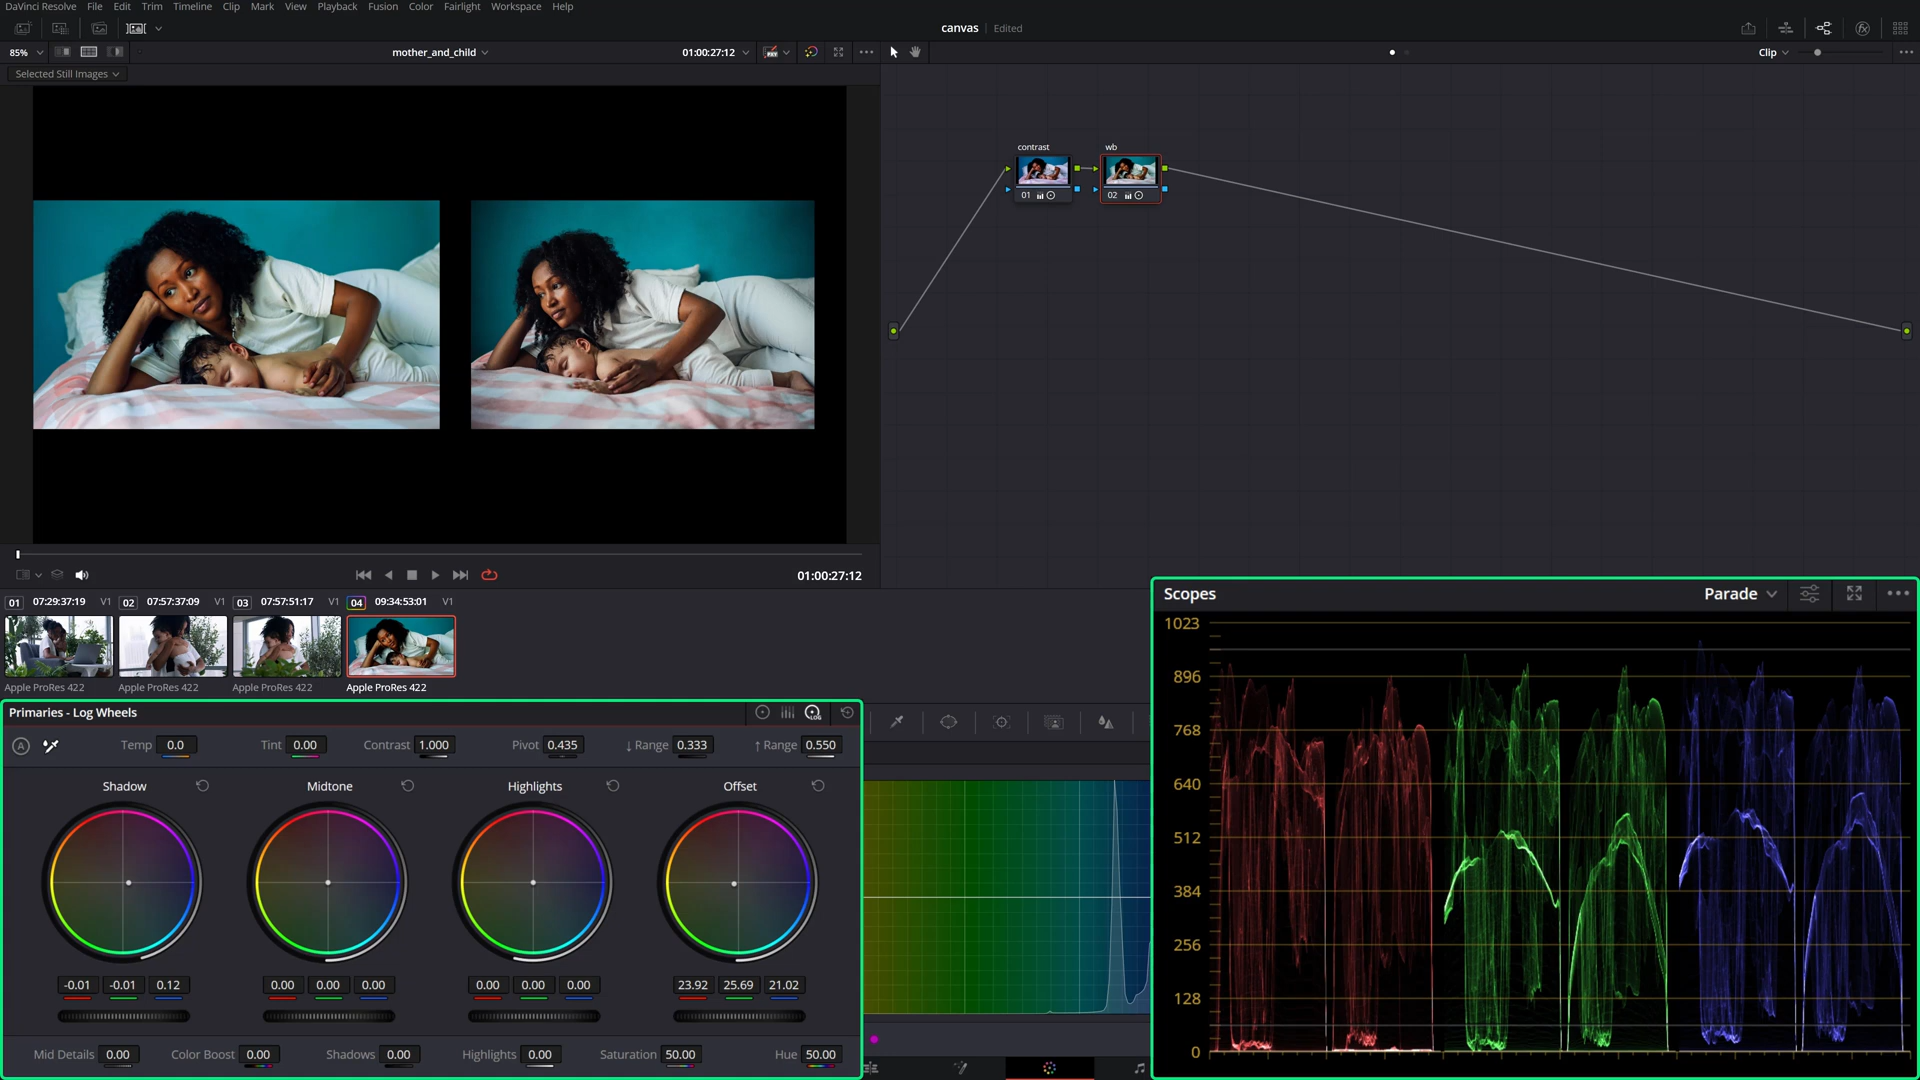 DaVinci Resolve File Edit Trim Timeline Clip Mark View Playback Fusion Color Fairlight Workspace Help
canvas Edited
85% mother_and_child 01:00:27:12 Clip
Selected Still Images
contrast wb
01 02
01:00:27:12
01 07:29:37:19 V1 02 07:57:37:09 V1 03 07:57:51:17 V1 04 09:34:53:01 V1
Apple ProRes 422 Apple ProRes 422 Apple ProRes 422 Apple ProRes 422
Primaries - Log Wheels
LOG
A Temp 0.0 Tint 0.00 Contrast 1.000 Pivot 0.435 ↓ Range 0.333 ↑ Range 0.550
Shadow Midtone Highlights Offset
-0.01 -0.01 0.12 0.00 0.00 0.00 0.00 0.00 0.00 23.92 25.69 21.02
Mid Details 0.00 Color Boost 0.00 Shadows 0.00 Highlights 0.00 Saturation 50.00 Hue 50.00
Scopes Parade
1023
896
768
640
512
384
256
128
0